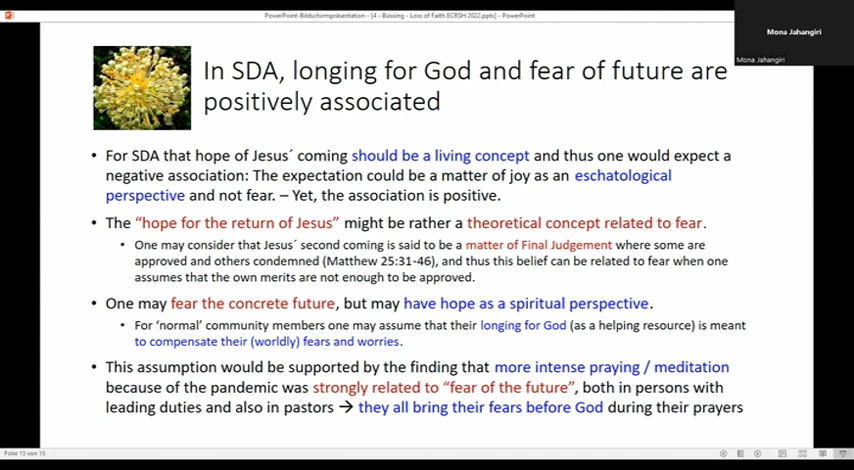 PowerPoint-Bildschirmpräsentation - [4 - Büssing - Loss of Faith ECRSH 2022.pptx] - PowerPoint
Mona Jahangiri
Mona Jahangiri
In SDA, longing for God and fear of future are
positively associated
• For SDA that hope of Jesus´ coming should be a living concept and thus one would expect a
negative association: The expectation could be a matter of joy as an eschatological
perspective and not fear. – Yet, the association is positive.
• The “hope for the return of Jesus” might be rather a theoretical concept related to fear.
• One may consider that Jesus´ second coming is said to be a matter of Final Judgement where some are
approved and others condemned (Matthew 25:31-46), and thus this belief can be related to fear when one
assumes that the own merits are not enough to be approved.
• One may fear the concrete future, but may have hope as a spiritual perspective.
• For ‘normal’ community members one may assume that their longing for God (as a helping resource) is meant
to compensate their (worldly) fears and worries.
• This assumption would be supported by the finding that more intense praying / meditation
because of the pandemic was strongly related to “fear of the future”, both in persons with
leading duties and also in pastors → they all bring their fears before God during their prayers
Folie 13 von 15